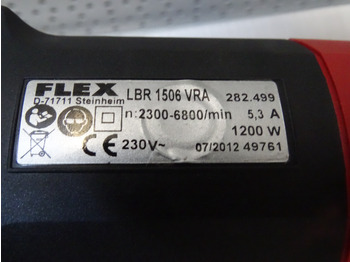 FLEX LBR 1506 VRA 282.499
D-71711 Steinheim
n:2300-6800/min 5,3 A
1200 W
CE 230V~ 07/2012 49761